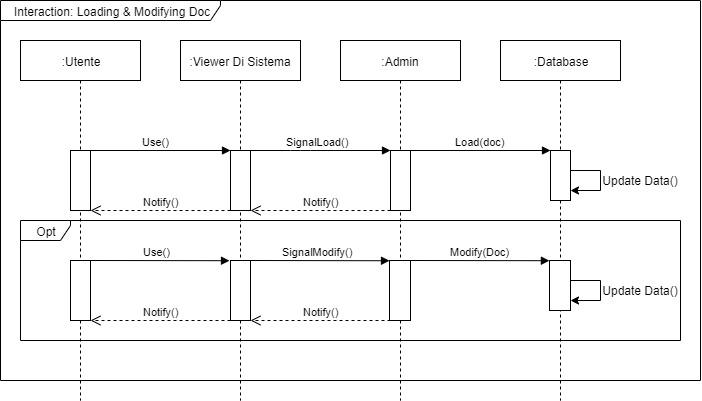 Interaction: Loading & Modifying Doc
:Utente
:Viewer Di Sistema
:Admin
:Database
Use()
SignalLoad()
Load(doc)
Update Data()
Notify()
Notify()
Opt
Use()
SignalModify()
Modify(Doc)
Update Data()
Notify()
Notify()